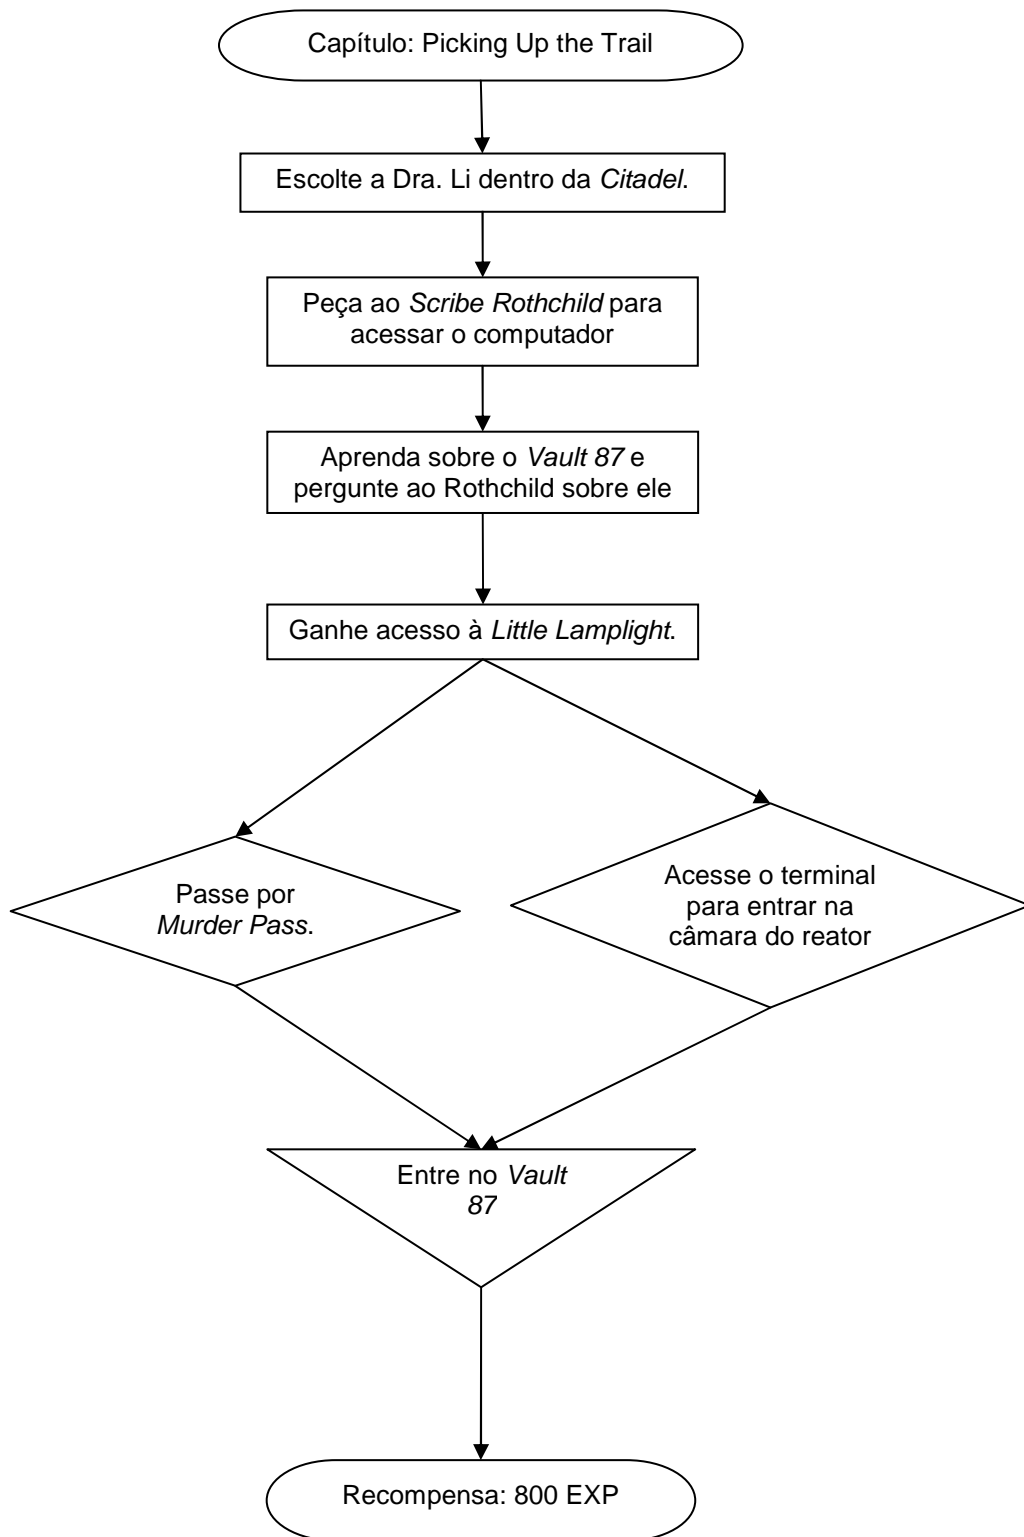 Capítulo: Picking Up the Trail
Escolte a Dra. Li dentro da Citadel.
Peça ao Scribe Rothchild para
acessar o computador
Aprenda sobre o Vault 87 e
pergunte ao Rothchild sobre ele
Ganhe acesso à Little Lamplight.
Passe por
Murder Pass.
Acesse o terminal
para entrar na
câmara do reator
Entre no Vault
87
Recompensa: 800 EXP